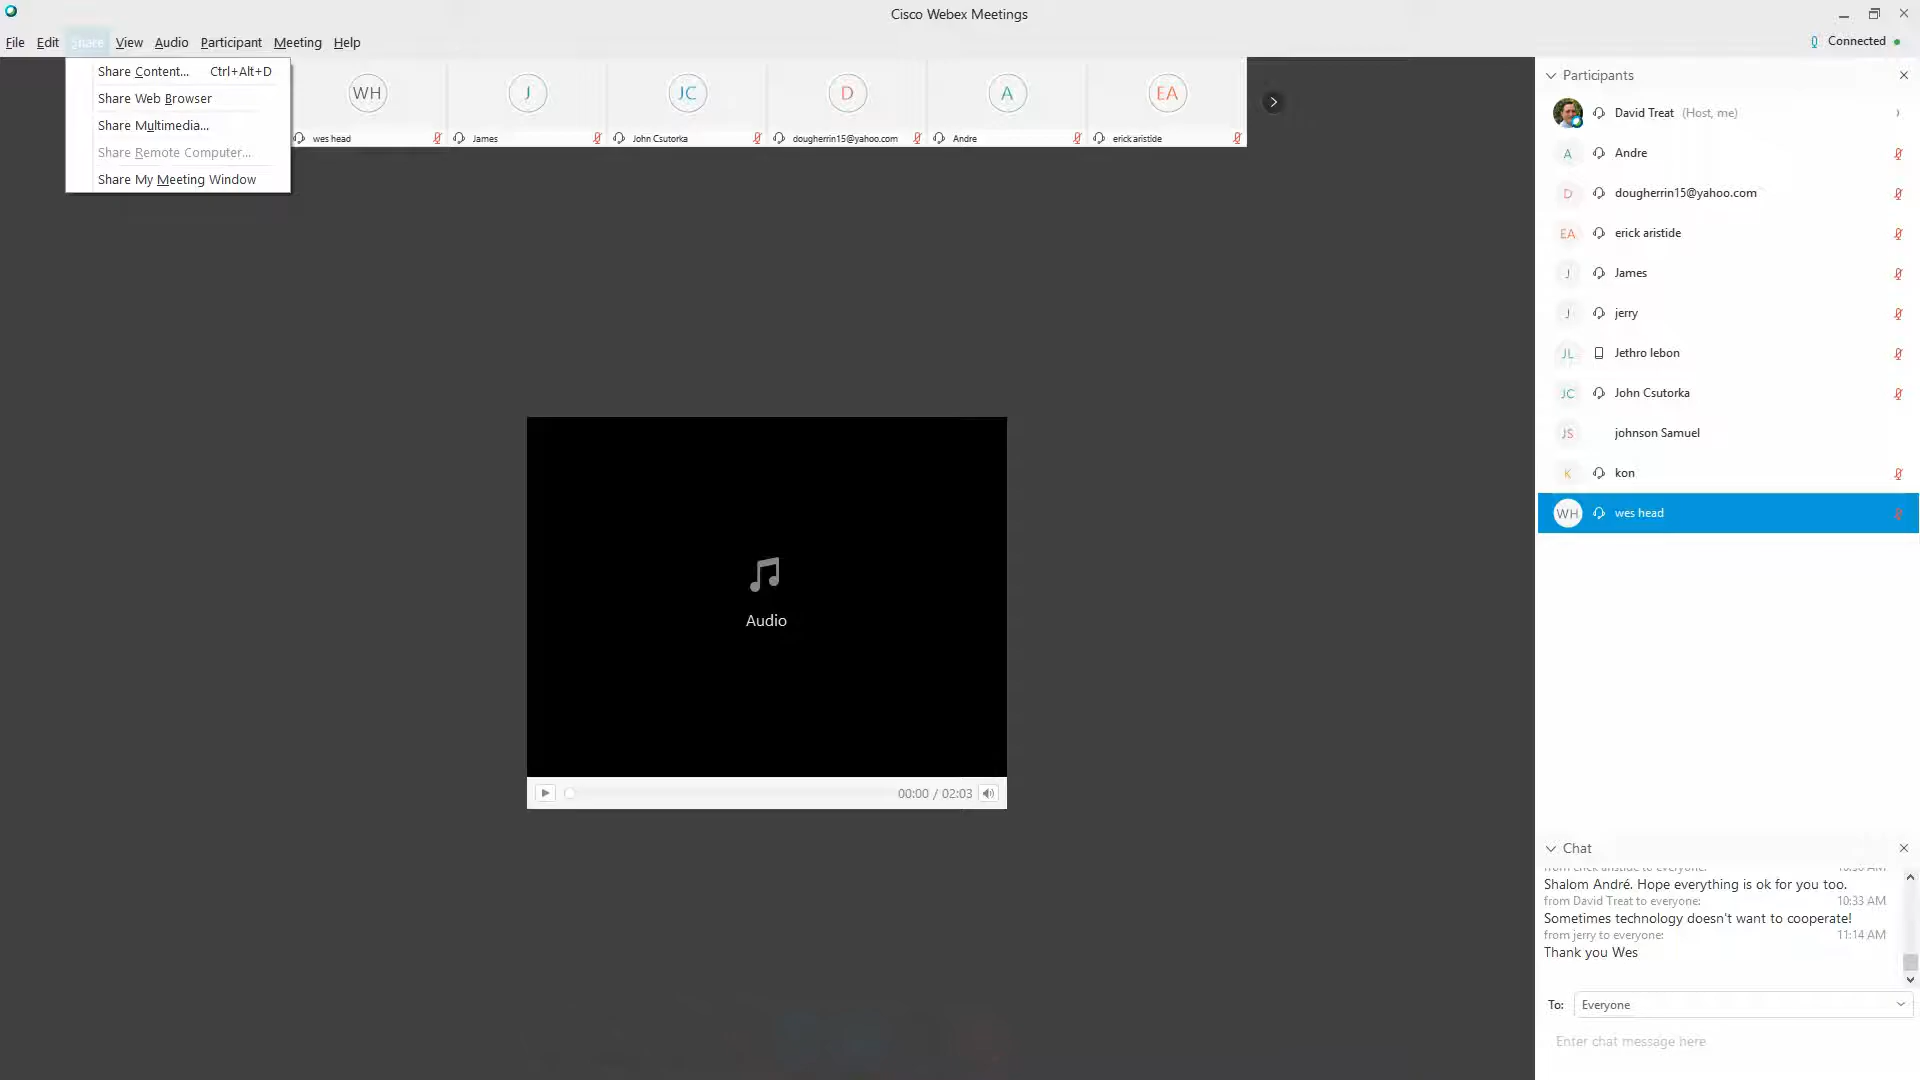 Cisco Webex Meetings
File Edit Share View Audio Participant Meeting Help
Connected
Share Content... Ctrl+Alt+D
Share Web Browser
Share Multimedia...
Share Remote Computer...
Share My Meeting Window
WH J JC D A EA
wes head James John Csutorka dougherrin15@yahoo.com Andre erick aristide
Audio
00:00 / 02:03
Participants
David Treat (Host, me)
A Andre
D dougherrin15@yahoo.com
EA erick aristide
J James
J jerry
JL Jethro lebon
JC John Csutorka
JS johnson Samuel
K kon
WH wes head
Chat
from erick aristide to everyone:
Shalom André. Hope everything is ok for you too.
from David Treat to everyone: 10:33 AM
Sometimes technology doesn't want to cooperate!
from jerry to everyone: 11:14 AM
Thank you Wes
To: Everyone
Enter chat message here